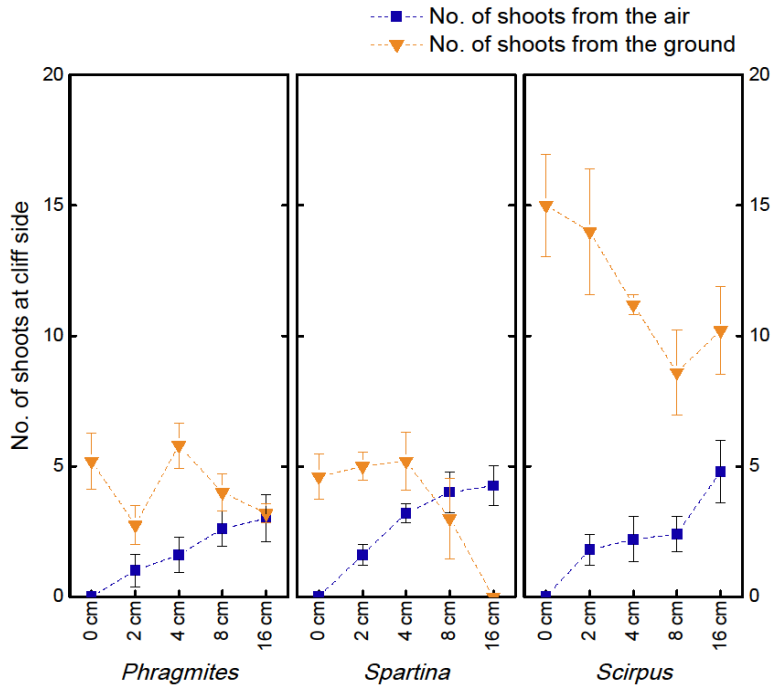 No. of shoots from the air
No. of shoots from the ground
No. of shoots at cliff side
20
15
10
5
0
20
15
10
5
0
0 cm
2 cm
4 cm
8 cm
16 cm
0 cm
2 cm
4 cm
8 cm
16 cm
0 cm
2 cm
4 cm
8 cm
16 cm
Phragmites
Spartina
Scirpus